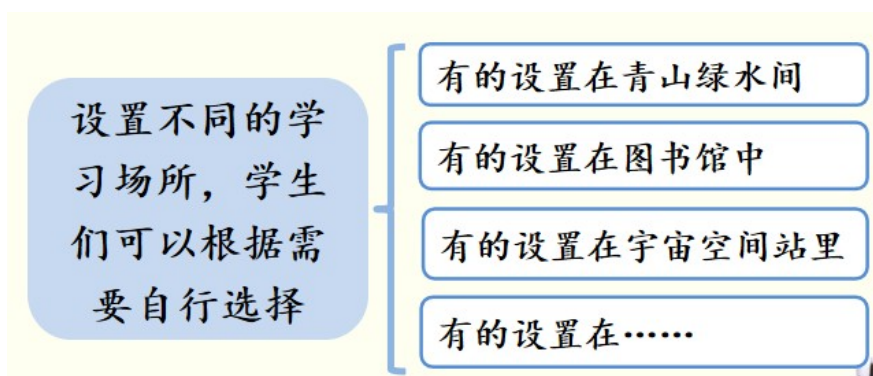 设置不同的学
习场所，学生
们可以根据需
要自行选择
有的设置在青山绿水间
有的设置在图书馆中
有的设置在宇宙空间站里
有的设置在……